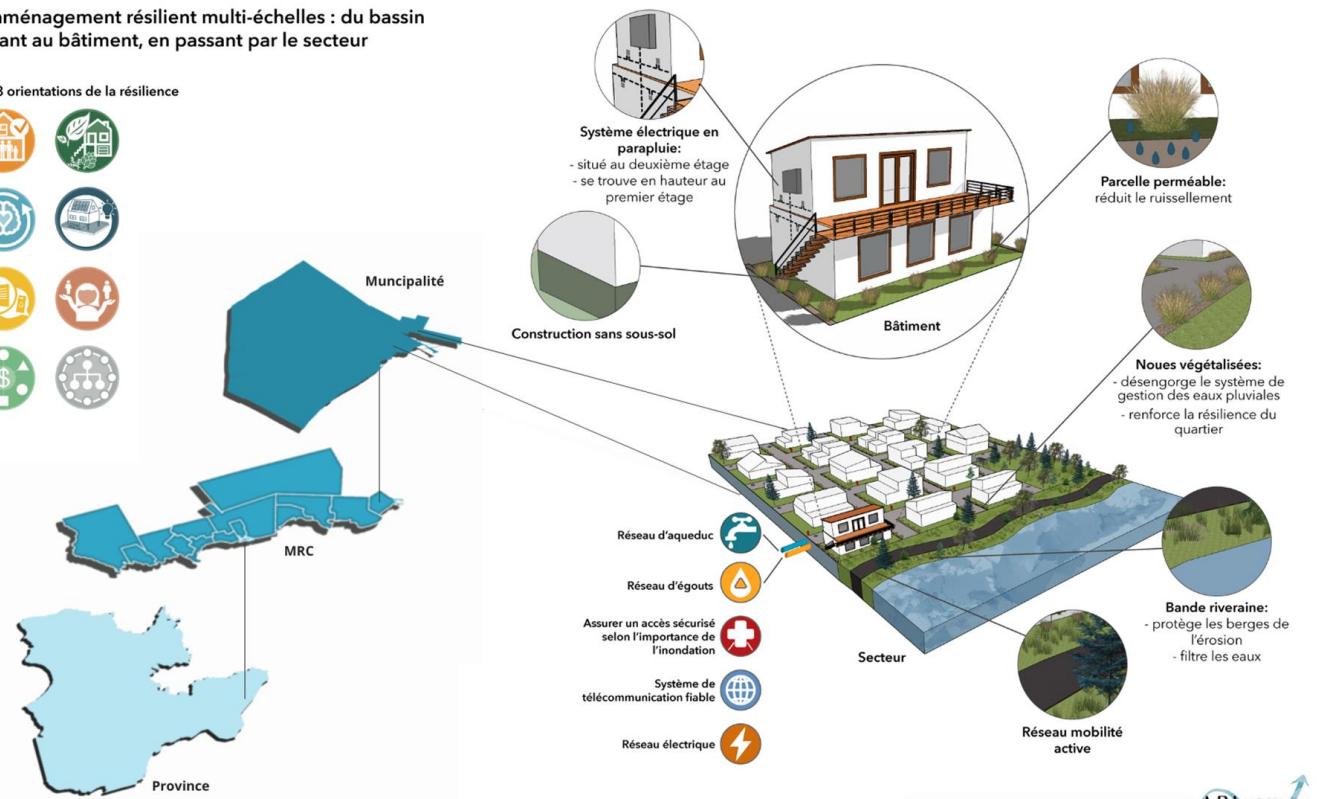 aménagement résilient multi-échelles : du bassin
ant au bâtiment, en passant par le secteur
3 orientations de la résilience
Système électrique en
parapluie:
- situé au deuxième étage
- se trouve en hauteur au
premier étage
Parcelle perméable:
réduit le ruissellement
Construction sans sous-sol
Bâtiment
Muncipalité
Noues végétalisées:
- désengorge le système de
gestion des eaux pluviales
- renforce la résilience du
quartier
MRC
Réseau d'aqueduc
Réseau d'égouts
Assurer un accès sécurisé
selon l'importance de
l'inondation
Système de
télécommunication fiable
Réseau électrique
Secteur
Bande riveraine:
- protège les berges de
l'érosion
- filtre les eaux
Réseau mobilité
active
Province
$